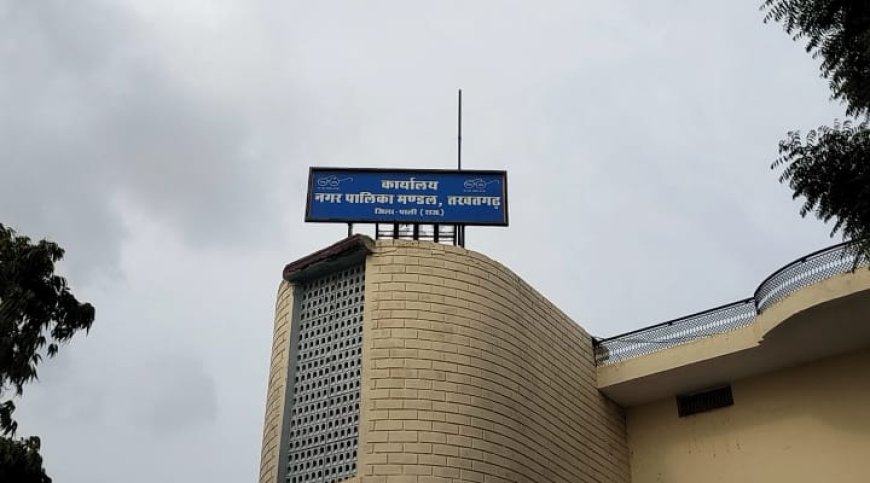 कार्यालय
नगर पालिका मण्डल, तखतगढ़
जिला-पाली (राज.)